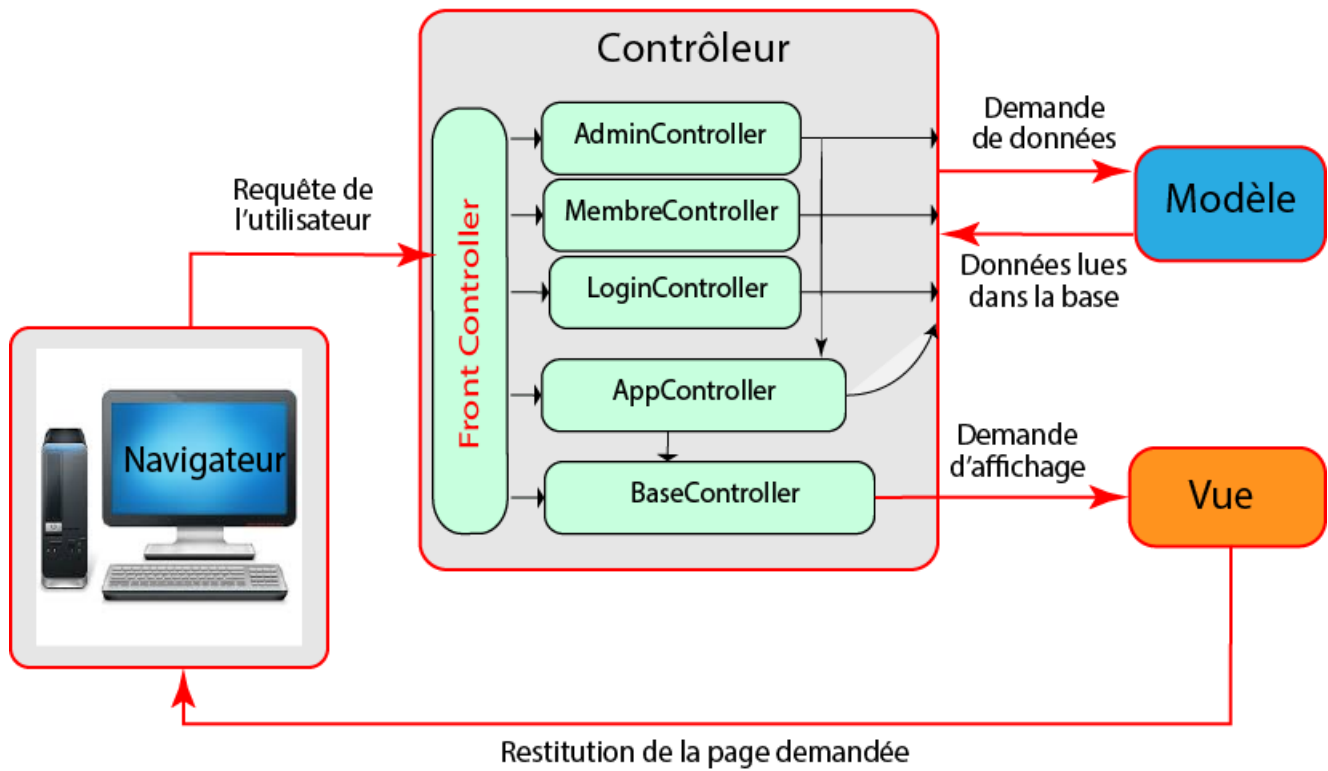 Contrôleur
Front Controller
AdminController
MembreController
LoginController
AppController
BaseController
Requête de
l'utilisateur
Navigateur
Demande
de données
Modèle
Données lues
dans la base
Demande
d'affichage
Vue
Restitution de la page demandée